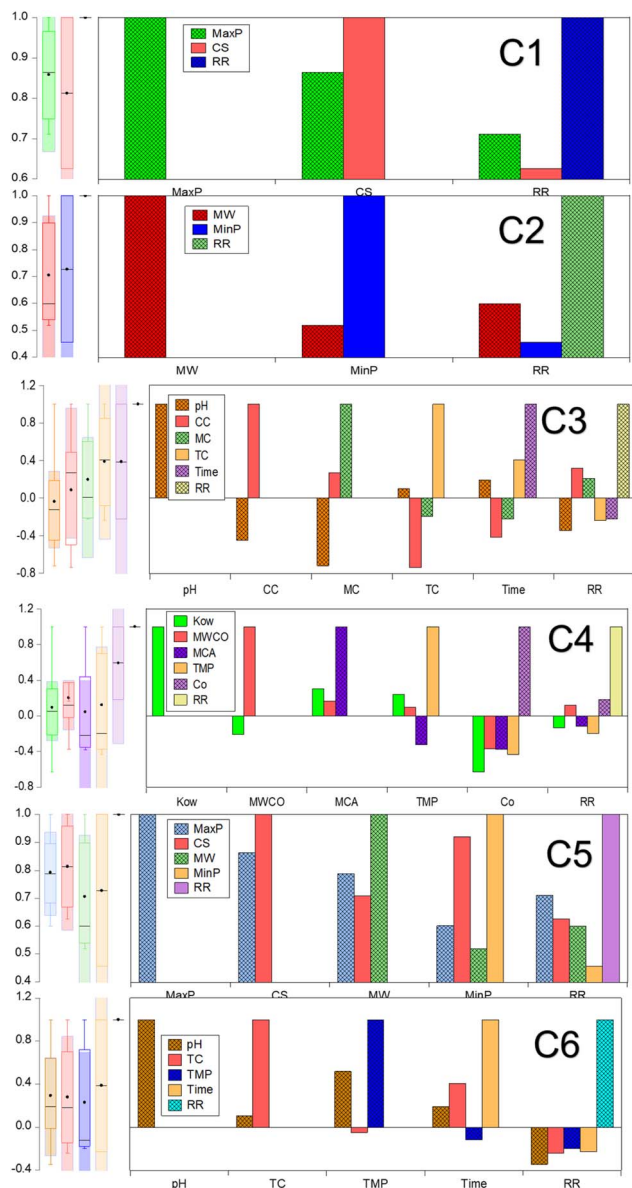 1.0
0.9
0.8
0.7
0.6
MaxP
CS
RR
C1
MaxP CS RR
1.0
0.9
0.8
0.7
0.6
0.5
0.4
MW
MinP
RR
C2
MW MinP RR
1.2
0.8
0.4
0.0
-0.4
-0.8
pH
CC
MC
TC
Time
RR
C3
pH CC MC TC Time RR
1.2
0.8
0.4
0.0
-0.4
-0.8
Kow
MWCO
MCA
TMP
Co
RR
C4
Kow MWCO MCA TMP Co RR
1.0
0.9
0.8
0.7
0.6
0.5
0.4
MaxP
CS
MW
MinP
RR
C5
MaxP CS MW MinP RR
1.2
0.8
0.4
0.0
-0.4
pH
TC
TMP
Time
RR
C6
pH TC TMP Time RR